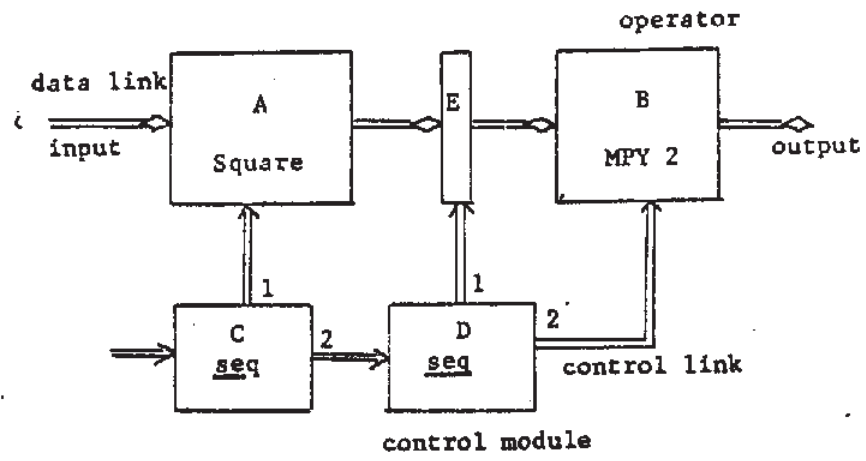 operator
data link
A
E
B
input
Square
MPY 2
output
1
1
C
2
D
2
seq
seq
control link
control module